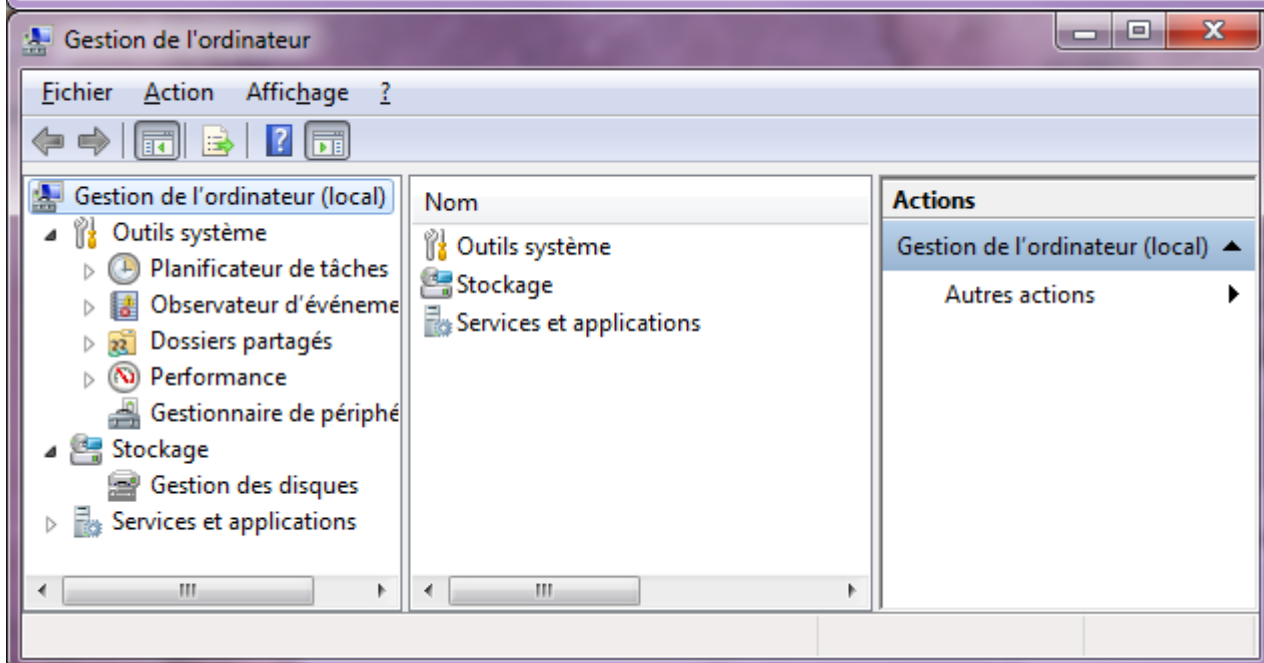 Gestion de l'ordinateur
Fichier Action Affichage ?
Gestion de l'ordinateur (local)
Outils système
Planificateur de tâches
Observateur d'événeme
Dossiers partagés
Performance
Gestionnaire de périphé
Stockage
Gestion des disques
Services et applications
Nom
Outils système
Stockage
Services et applications
Actions
Gestion de l'ordinateur (local)
Autres actions